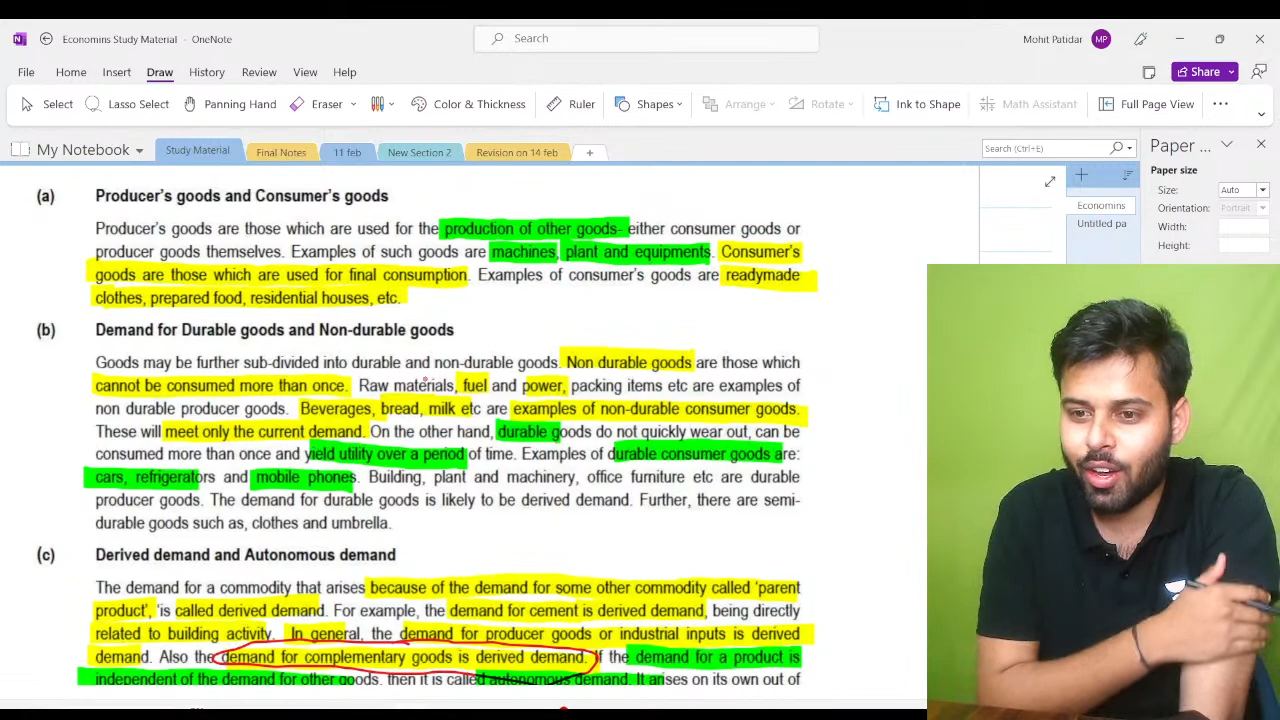 Economins Study Material - OneNote
Search
Mohit Patidar MP
File Home Insert Draw History Review View Help
Share
Select Lasso Select Panning Hand Eraser Color & Thickness Ruler Shapes Arrange Rotate Ink to Shape Math Assistant Full Page View
My Notebook Study Material Final Notes 11 feb New Section 2 Revision on 14 feb +
Search (Ctrl+E)
Paper ...
Paper size
Size: Auto
Orientation: Portrait
Width:
Height:
Economins
Untitled pa
(a) Producer's goods and Consumer's goods
Producer's goods are those which are used for the production of other goods- either consumer goods or
producer goods themselves. Examples of such goods are machines, plant and equipments. Consumer's
goods are those which are used for final consumption. Examples of consumer's goods are readymade
clothes, prepared food, residential houses, etc.
(b) Demand for Durable goods and Non-durable goods
Goods may be further sub-divided into durable and non-durable goods. Non durable goods are those which
cannot be consumed more than once. Raw materials, fuel and power, packing items etc are examples of
non durable producer goods. Beverages, bread, milk etc are examples of non-durable consumer goods.
These will meet only the current demand. On the other hand, durable goods do not quickly wear out, can be
consumed more than once and yield utility over a period of time. Examples of durable consumer goods are:
cars, refrigerators and mobile phones. Building, plant and machinery, office furniture etc are durable
producer goods. The demand for durable goods is likely to be derived demand. Further, there are semi-
durable goods such as, clothes and umbrella.
(c) Derived demand and Autonomous demand
The demand for a commodity that arises because of the demand for some other commodity called 'parent
product', 'is called derived demand. For example, the demand for cement is derived demand, being directly
related to building activity. In general, the demand for producer goods or industrial inputs is derived
demand. Also the demand for complementary goods is derived demand. If the demand for a product is
independent of the demand for other goods, then it is called autonomous demand. It arises on its own out of